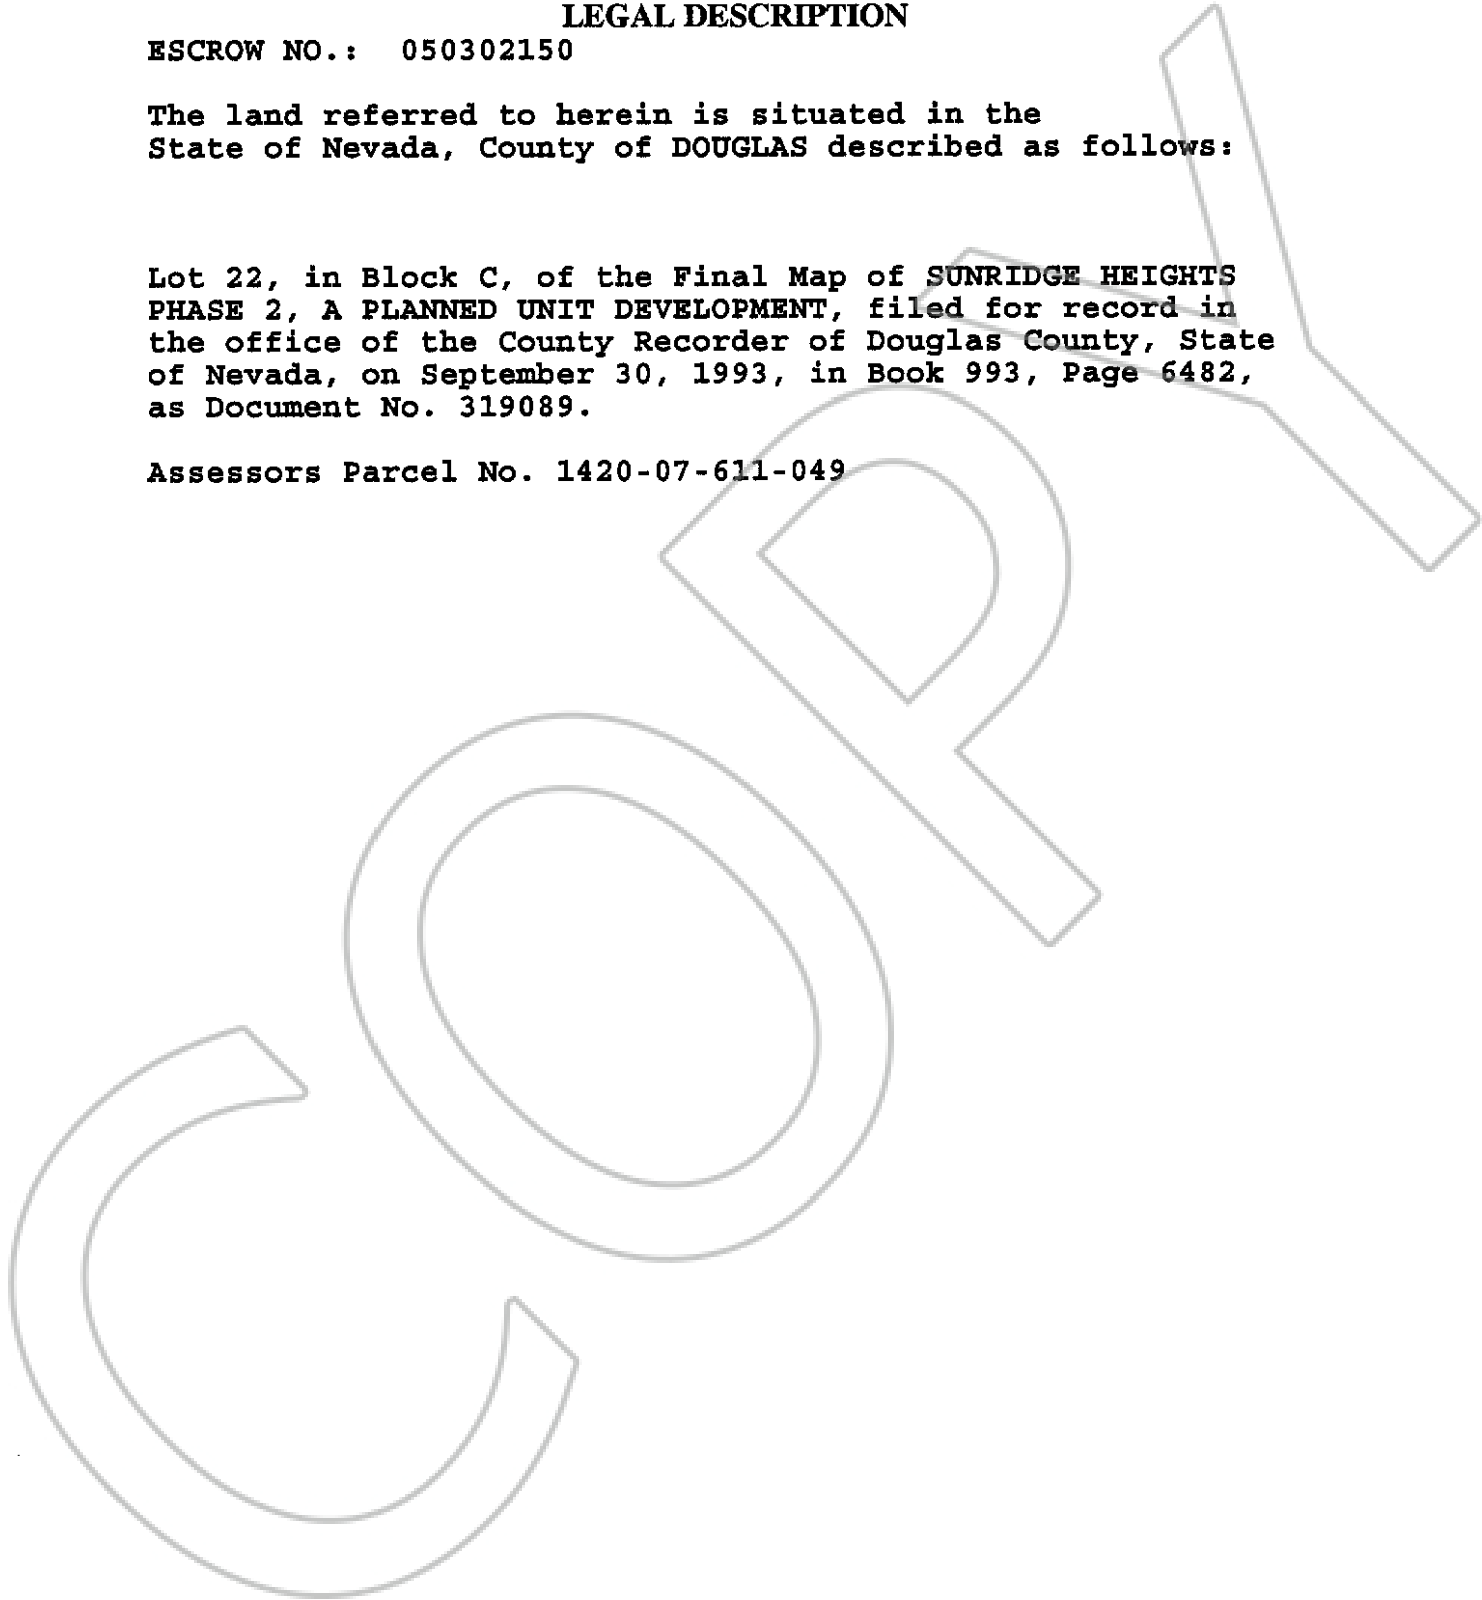 LEGAL DESCRIPTION
ESCROW NO.: 050302150
The land referred to herein is situated in the
State of Nevada, County of DOUGLAS described as follows:
Lot 22, in Block C, of the Final Map of SUNRIDGE HEIGHTS
PHASE 2, A PLANNED UNIT DEVELOPMENT, filed for record in
the office of the County Recorder of Douglas County, State
of Nevada, on September 30, 1993, in Book 993, Page 6482,
as Document No. 319089.
Assessors Parcel No. 1420-07-611-049
COPY